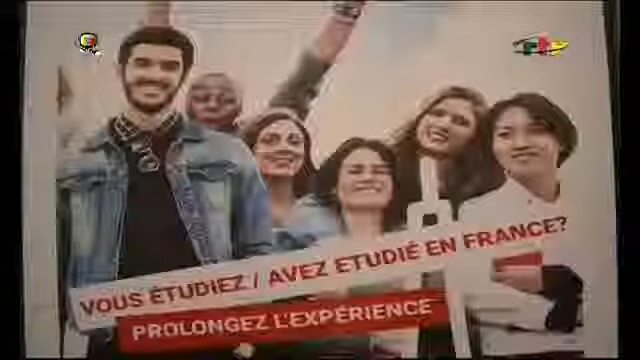 VOUS ÉTUDIEZ / AVEZ ETUDIÉ EN FRANCE?
PROLONGEZ L'EXPÉRIENCE